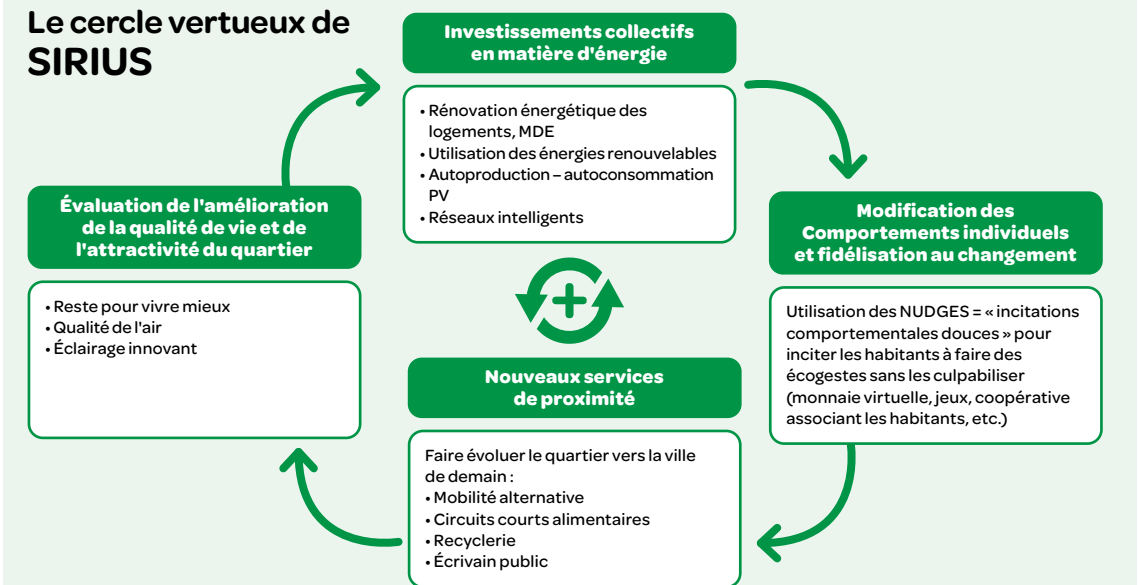 Le cercle vertueux de
SIRIUS
Investissements collectifs
en matière d'énergie
• Rénovation énergétique des
logements, MDE
• Utilisation des énergies renouvelables
• Autoproduction – autoconsommation
PV
• Réseaux intelligents
Modification des
Comportements individuels
et fidélisation au changement
Utilisation des NUDGES = « incitations
comportementales douces » pour
inciter les habitants à faire des
écogestes sans les culpabiliser
(monnaie virtuelle, jeux, coopérative
associant les habitants, etc.)
Nouveaux services
de proximité
Faire évoluer le quartier vers la ville
de demain :
• Mobilité alternative
• Circuits courts alimentaires
• Recyclerie
• Écrivain public
Évaluation de l'amélioration
de la qualité de vie et de
l'attractivité du quartier
• Reste pour vivre mieux
• Qualité de l'air
• Éclairage innovant
+